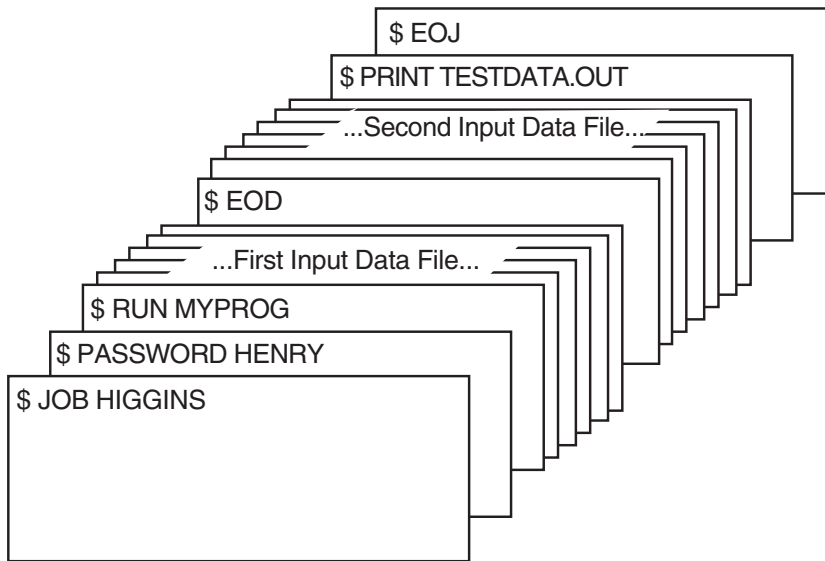 $ EOJ
$ PRINT TESTDATA.OUT
...Second Input Data File...
$ EOD
...First Input Data File...
$ RUN MYPROG
$ PASSWORD HENRY
$ JOB HIGGINS